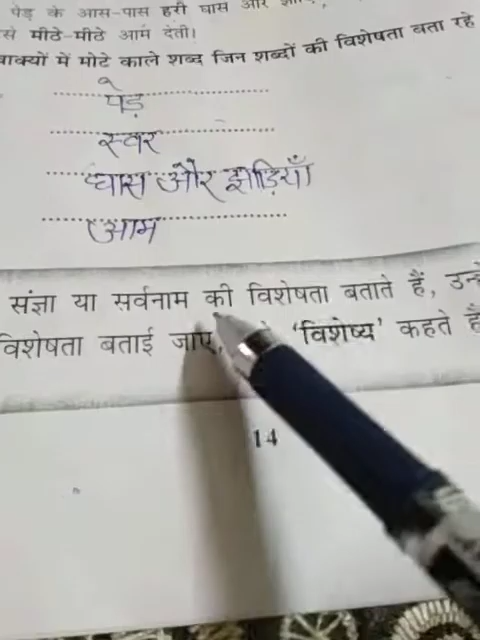 पेड़ के आस-पास हरी घास और
से मीठे-मीठे आम देती।
वाक्यों में मोटे काले शब्द जिन शब्दों की विशेषता बता रहे
पेड़
स्वर
घास और झाड़ियाँ
आम
संज्ञा या सर्वनाम की विशेषता बताते हैं,
विशेषता बताई जाए, 'विशेष्य' कहते
14